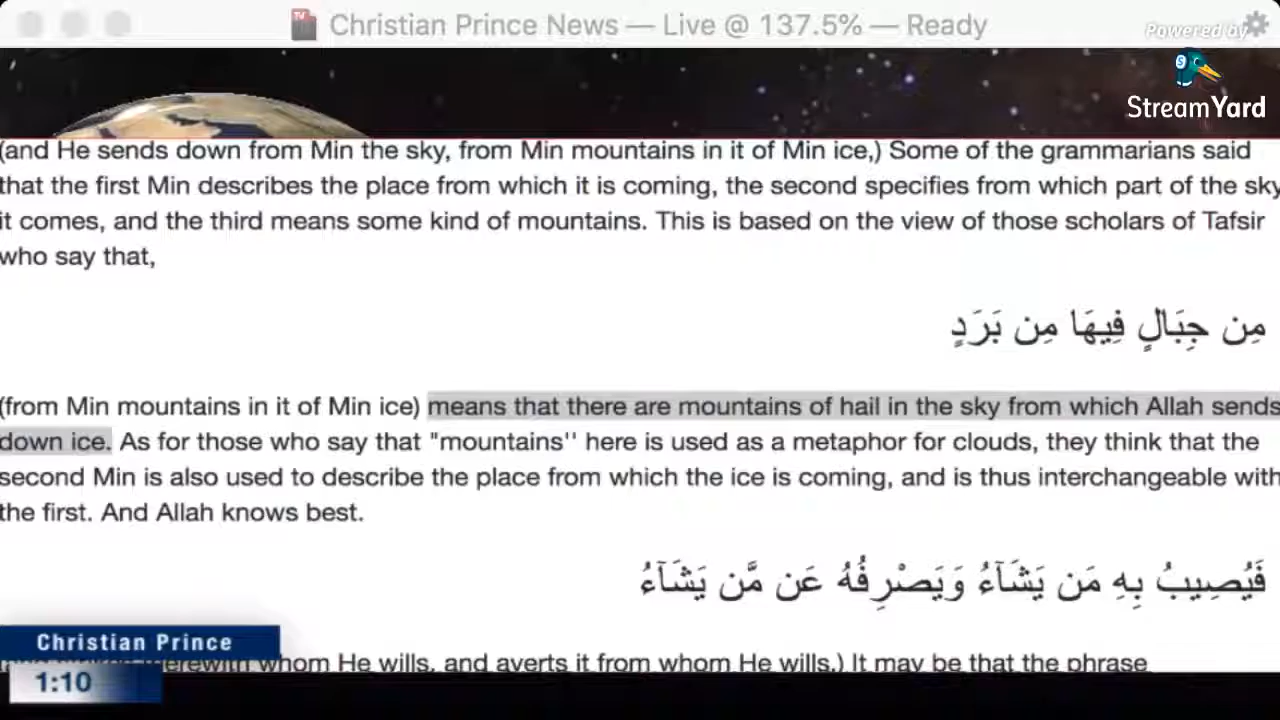 Christian Prince News — Live @ 137.5% — Ready
Powered by
StreamYard
(and He sends down from Min the sky, from Min mountains in it of Min ice,) Some of the grammarians said
that the first Min describes the place from which it is coming, the second specifies from which part of the sky
it comes, and the third means some kind of mountains. This is based on the view of those scholars of Tafsir
who say that,
مِن جِبَالٍ فِيهَا مِن بَرَدٍ
(from Min mountains in it of Min ice) means that there are mountains of hail in the sky from which Allah sends
down ice. As for those who say that "mountains'' here is used as a metaphor for clouds, they think that the
second Min is also used to describe the place from which the ice is coming, and is thus interchangeable with
the first. And Allah knows best.
فَيُصِيبُ بِهِ مَن يَشَآءُ وَيَصْرِفُهُ عَن مَّن يَشَآءُ
therewith whom He wills, and averts it from whom He wills.) It may be that the phrase
Christian Prince
1:10